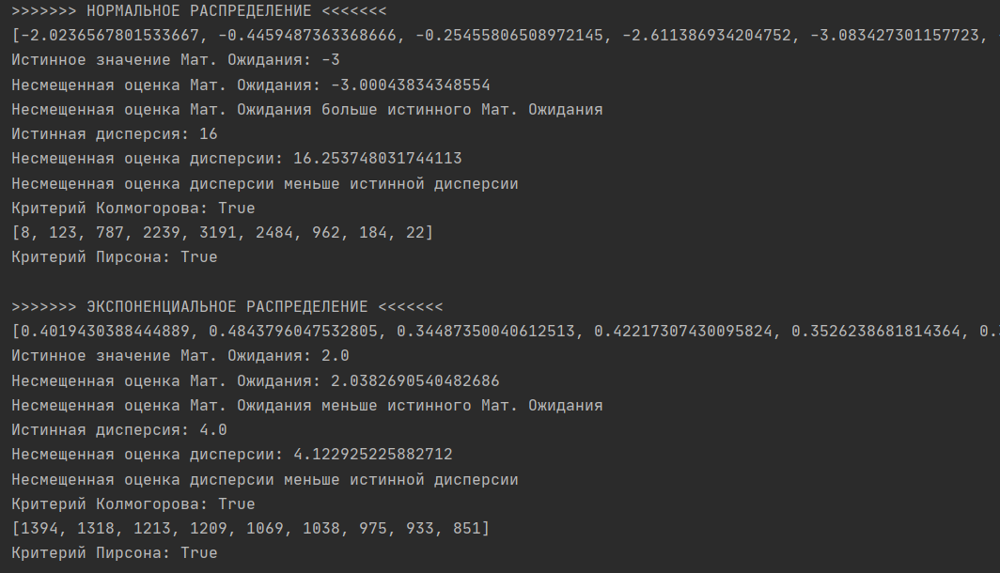 >>>>>>> НОРМАЛЬНОЕ РАСПРЕДЕЛЕНИЕ <<<<<<<
[-2.0236567801533667, -0.4459487363368666, -0.25455806508972145, -2.611386934204752, -3.083427301157723,
Истинное значение Мат. Ожидания: -3
Несмещенная оценка Мат. Ожидания: -3.00043834348554
Несмещенная оценка Мат. Ожидания больше истинного Мат. Ожидания
Истинная дисперсия: 16
Несмещенная оценка дисперсии: 16.253748031744113
Несмещенная оценка дисперсии меньше истинной дисперсии
Критерий Колмогорова: True
[8, 123, 787, 2239, 3191, 2484, 962, 184, 22]
Критерий Пирсона: True
>>>>>>> ЭКСПОНЕНЦИАЛЬНОЕ РАСПРЕДЕЛЕНИЕ <<<<<<<
[0.4019430388444889, 0.4843796047532805, 0.34487350040612513, 0.42217307430095824, 0.3526238681814364, 0.
Истинное значение Мат. Ожидания: 2.0
Несмещенная оценка Мат. Ожидания: 2.0382690540482686
Несмещенная оценка Мат. Ожидания меньше истинного Мат. Ожидания
Истинная дисперсия: 4.0
Несмещенная оценка дисперсии: 4.122925225882712
Несмещенная оценка дисперсии меньше истинной дисперсии
Критерий Колмогорова: True
[1394, 1318, 1213, 1209, 1069, 1038, 975, 933, 851]
Критерий Пирсона: True